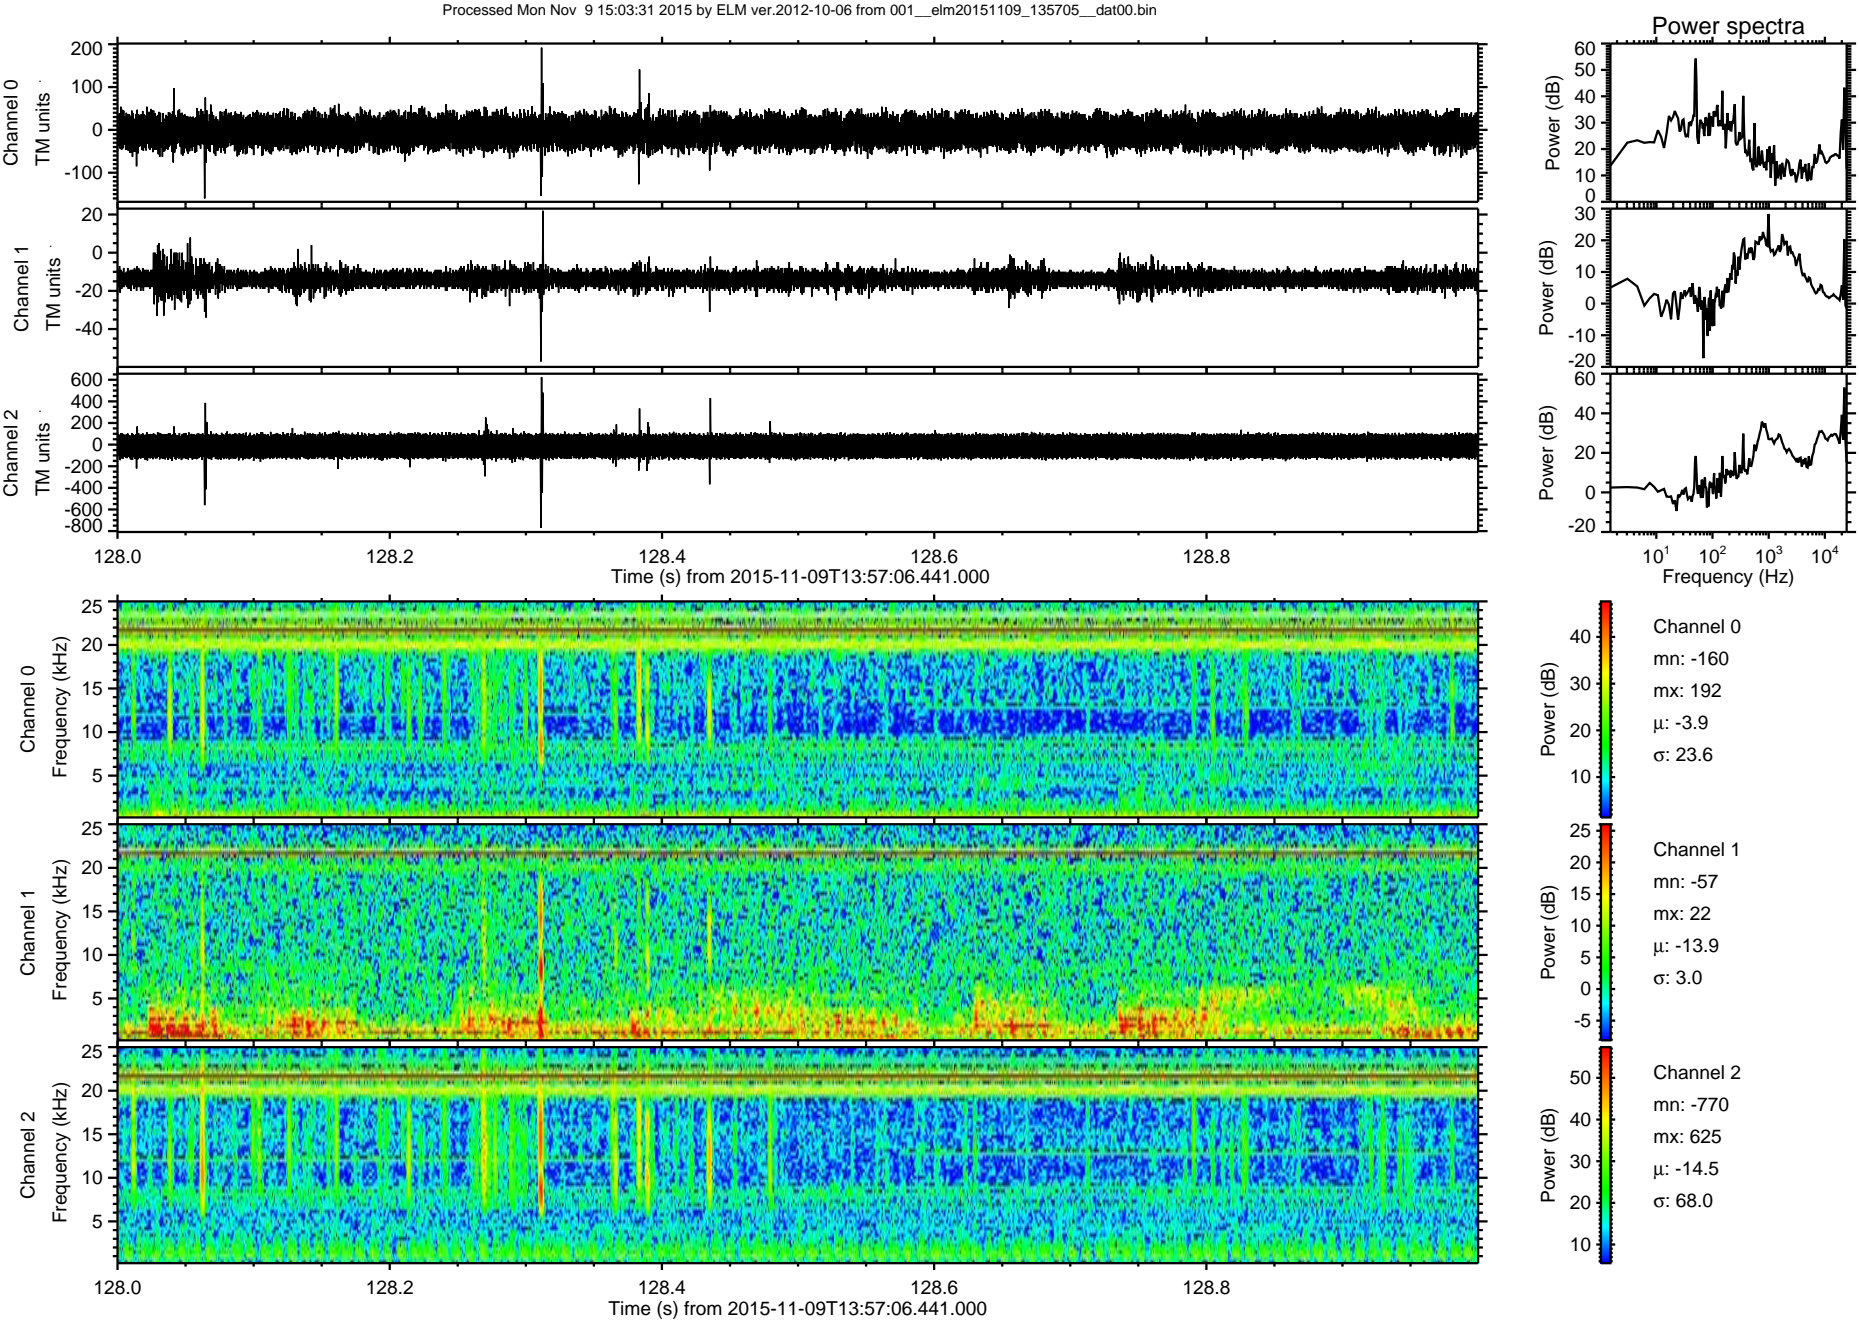 Processed Mon Nov  9 15:03:31 2015 by ELM ver.2012-10-06 from 001__elm20151109_135705__dat00.bin
Power spectra
Channel 0
TM units
200
100
0
-100
Power (dB)
60
50
40
30
20
10
0
Channel 1
TM units
20
0
-20
-40
Power (dB)
30
20
10
0
-10
-20
Channel 2
TM units
600
400
200
0
-200
-400
-600
-800
Power (dB)
60
40
20
0
-20
128.0 128.2 128.4 128.6 128.8
Time (s) from 2015-11-09T13:57:06.441.000
10^1 10^2 10^3 10^4
Frequency (Hz)
Channel 0
Frequency (kHz)
25
20
15
10
5
Power (dB)
40
30
20
10
Channel 0
mn: -160
mx: 192
μ: -3.9
σ: 23.6
Channel 1
Frequency (kHz)
25
20
15
10
5
Power (dB)
25
20
15
10
5
0
-5
Channel 1
mn: -57
mx: 22
μ: -13.9
σ: 3.0
Channel 2
Frequency (kHz)
25
20
15
10
5
Power (dB)
50
40
30
20
10
Channel 2
mn: -770
mx: 625
μ: -14.5
σ: 68.0
128.0 128.2 128.4 128.6 128.8
Time (s) from 2015-11-09T13:57:06.441.000